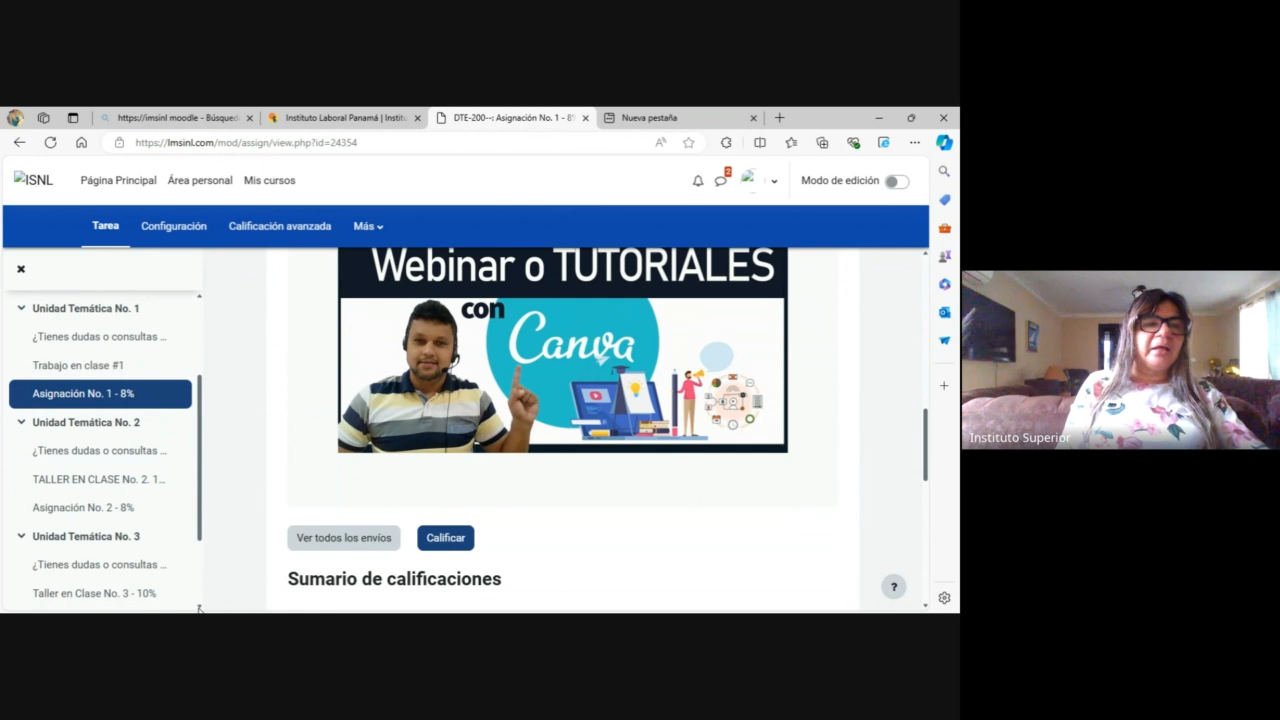 https://imsinl moodle - Búsqued
Instituto Laboral Panamá | Institu
DTE-200--: Asignación No. 1 - 8%
Nueva pestaña
https://lmsinl.com/mod/assign/view.php?id=24354
ISNL
Página Principal
Área personal
Mis cursos
2
Modo de edición
Tarea
Configuración
Calificación avanzada
Más
Unidad Temática No. 1
¿Tienes dudas o consultas ...
Trabajo en clase #1
Asignación No. 1 - 8%
Unidad Temática No. 2
¿Tienes dudas o consultas ...
TALLER EN CLASE No. 2. 1...
Asignación No. 2 - 8%
Unidad Temática No. 3
¿Tienes dudas o consultas ...
Taller en Clase No. 3 - 10%
Webinar o TUTORIALES
con
Canva
Ver todos los envíos
Calificar
Sumario de calificaciones
?
Instituto Superior